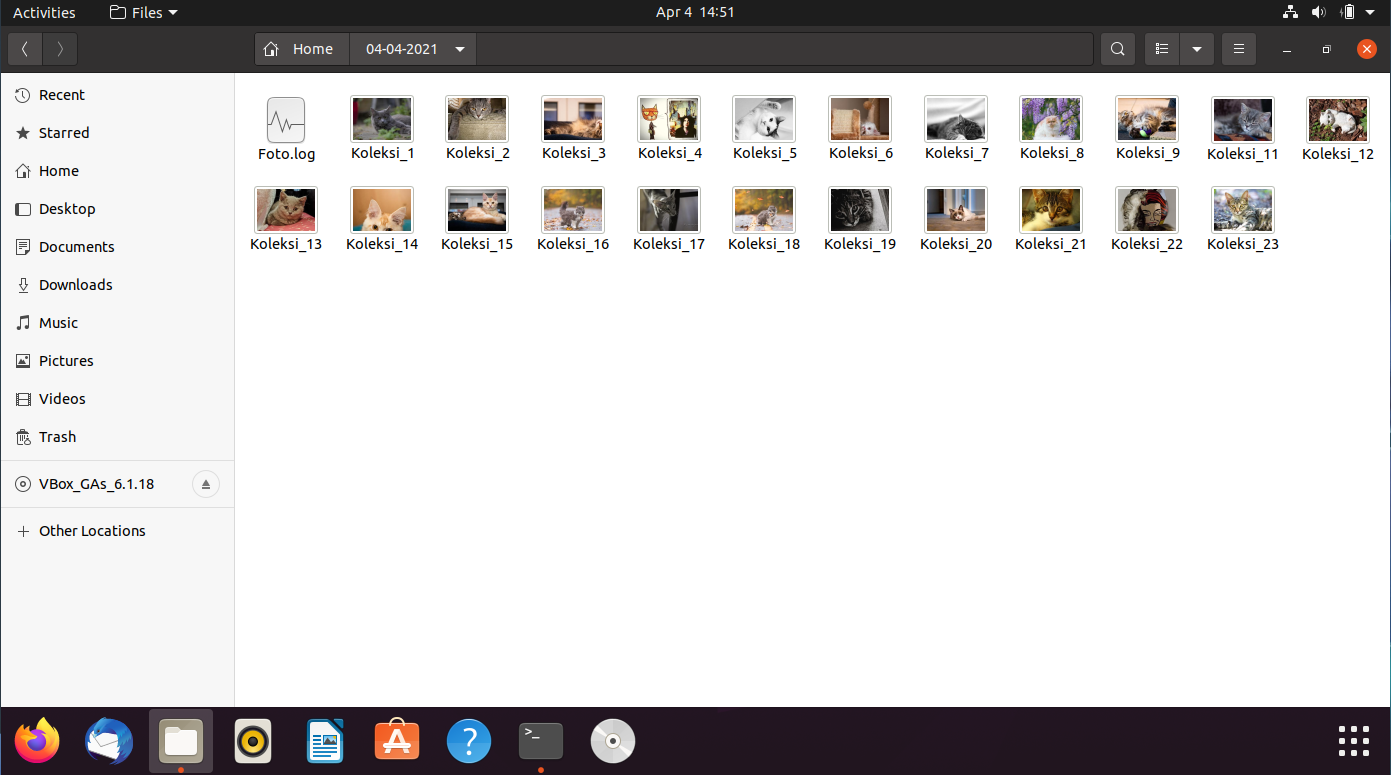 Activities Files Apr 4 14:51
Home 04-04-2021
Recent
Starred
Home
Desktop
Documents
Downloads
Music
Pictures
Videos
Trash
VBox_GAs_6.1.18
Other Locations
Foto.log Koleksi_1 Koleksi_2 Koleksi_3 Koleksi_4 Koleksi_5 Koleksi_6 Koleksi_7 Koleksi_8 Koleksi_9 Koleksi_11 Koleksi_12
Koleksi_13 Koleksi_14 Koleksi_15 Koleksi_16 Koleksi_17 Koleksi_18 Koleksi_19 Koleksi_20 Koleksi_21 Koleksi_22 Koleksi_23
>_